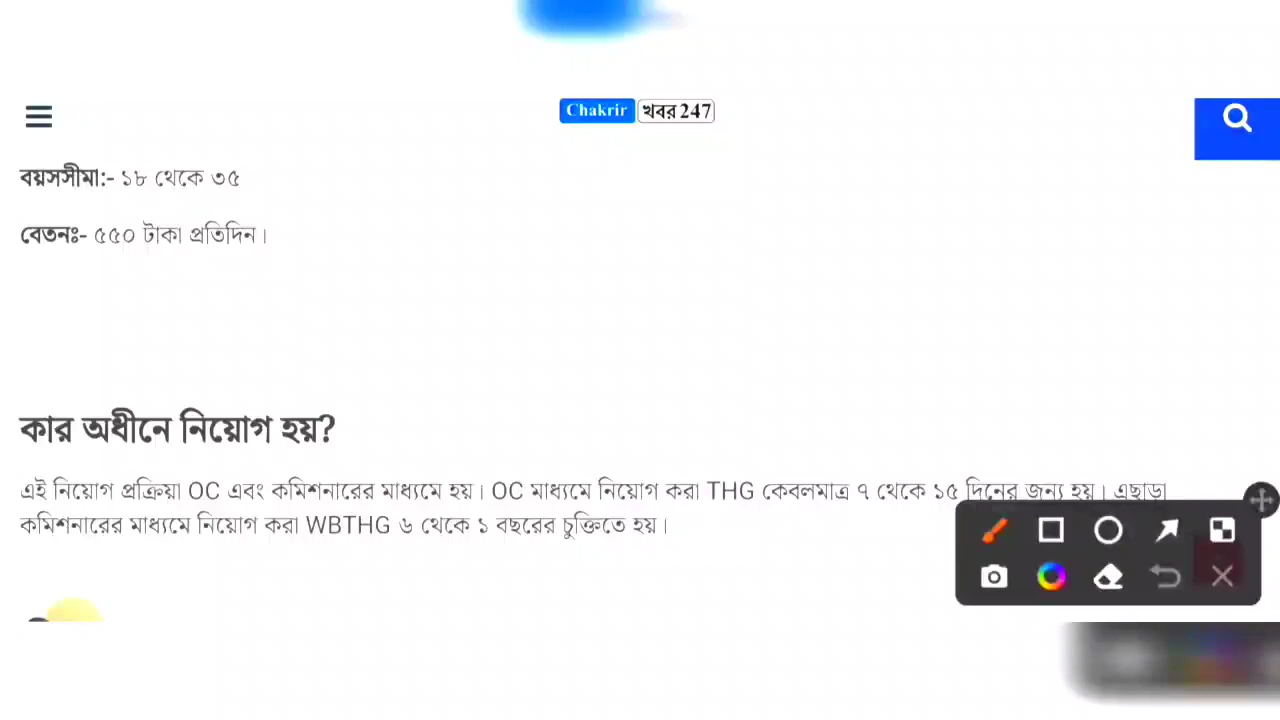 Chakrir খবর 247
বয়সসীমা:- ১৮ থেকে ৩৫
বেতনঃ- ৫৫০ টাকা প্রতিদিন।
কার অধীনে নিয়োগ হয়?
এই নিয়োগ প্রক্রিয়া OC এবং কমিশনারের মাধ্যমে হয়। OC মাধ্যমে নিয়োগ করা THG কেবলমাত্র ৭ থেকে ১৫ দিনের জন্য হয়। এছাড়া
কমিশনারের মাধ্যমে নিয়োগ করা WBTHG ৬ থেকে ১ বছরের চুক্তিতে হয়।